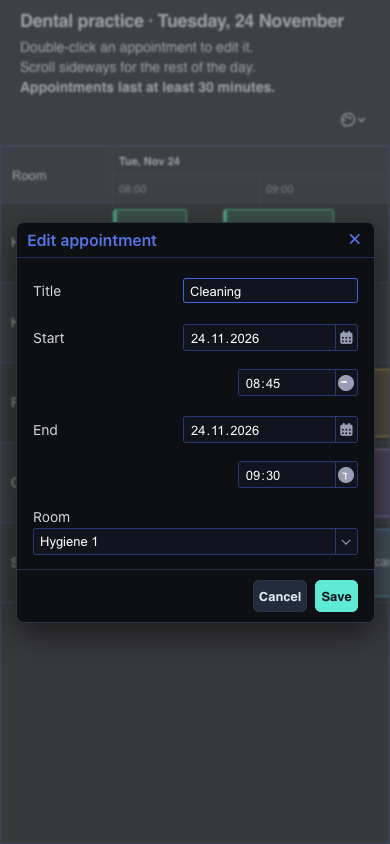 Dental practice · Tuesday, 24 November
Double-click an appointment to edit it.
Scroll sideways for the rest of the day.
Appointments last at least 30 minutes.
Room
Tue, Nov 24
08:00
09:00
Edit appointment
Title
Cleaning
Start
24.11.2026
08:45
End
24.11.2026
09:30
Room
Hygiene 1
Cancel
Save